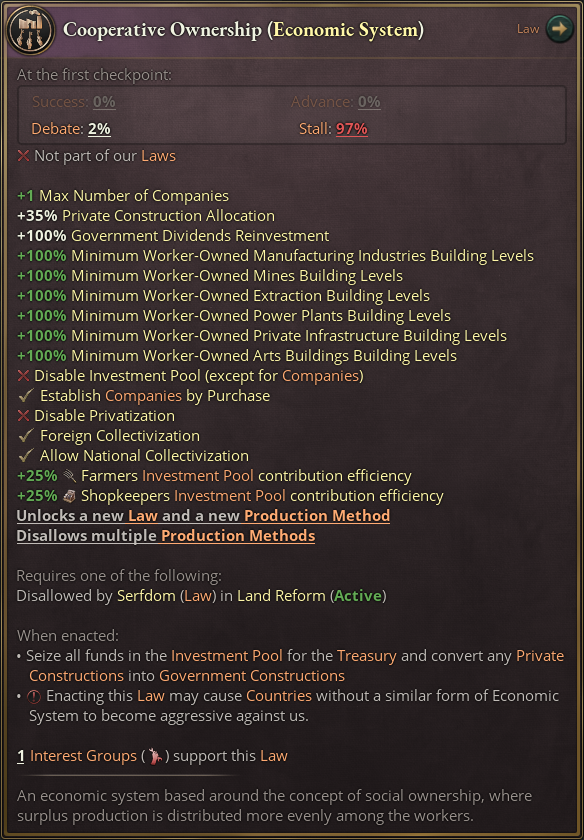 Cooperative Ownership (Economic System)
Law
At the first checkpoint:
Success: 0% Advance: 0%
Debate: 2% Stall: 97%
Not part of our Laws
+1 Max Number of Companies
+35% Private Construction Allocation
+100% Government Dividends Reinvestment
+100% Minimum Worker-Owned Manufacturing Industries Building Levels
+100% Minimum Worker-Owned Mines Building Levels
+100% Minimum Worker-Owned Extraction Building Levels
+100% Minimum Worker-Owned Power Plants Building Levels
+100% Minimum Worker-Owned Private Infrastructure Building Levels
+100% Minimum Worker-Owned Arts Buildings Building Levels
Disable Investment Pool (except for Companies)
Establish Companies by Purchase
Disable Privatization
Foreign Collectivization
Allow National Collectivization
+25% Farmers Investment Pool contribution efficiency
+25% Shopkeepers Investment Pool contribution efficiency
Unlocks a new Law and a new Production Method
Disallows multiple Production Methods
Requires one of the following:
Disallowed by Serfdom (Law) in Land Reform (Active)
When enacted:
• Seize all funds in the Investment Pool for the Treasury and convert any Private
Constructions into Government Constructions
• Enacting this Law may cause Countries without a similar form of Economic
System to become aggressive against us.
1 Interest Groups ( ) support this Law
An economic system based around the concept of social ownership, where
surplus production is distributed more evenly among the workers.